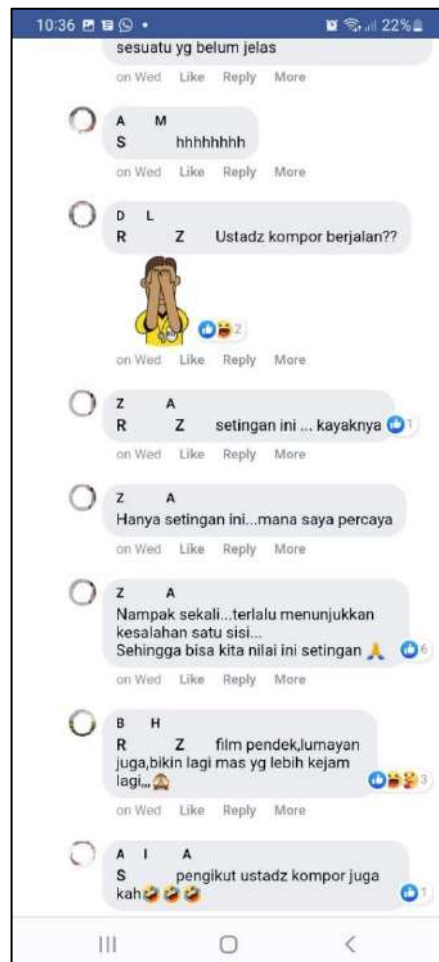 10:36
22%
sesuatu yg belum jelas
on Wed Like Reply More
A M
S hhhhhhhh
on Wed Like Reply More
D L
R Z Ustadz kompor berjalan??
2
on Wed Like Reply More
Z A
R Z setingan ini ... kayaknya
1
on Wed Like Reply More
Z A
Hanya setingan ini...mana saya percaya
on Wed Like Reply More
Z A
Nampak sekali...terlalu menunjukkan
kesalahan satu sisi...
Sehingga bisa kita nilai ini setingan 🙏
6
on Wed Like Reply More
B H
R Z film pendek,lumayan
juga,bikin lagi mas yg lebih kejam
lagi,,,🙈
3
on Wed Like Reply More
A I A
S pengikut ustadz kompor juga
kah🤣🤣🤣
1